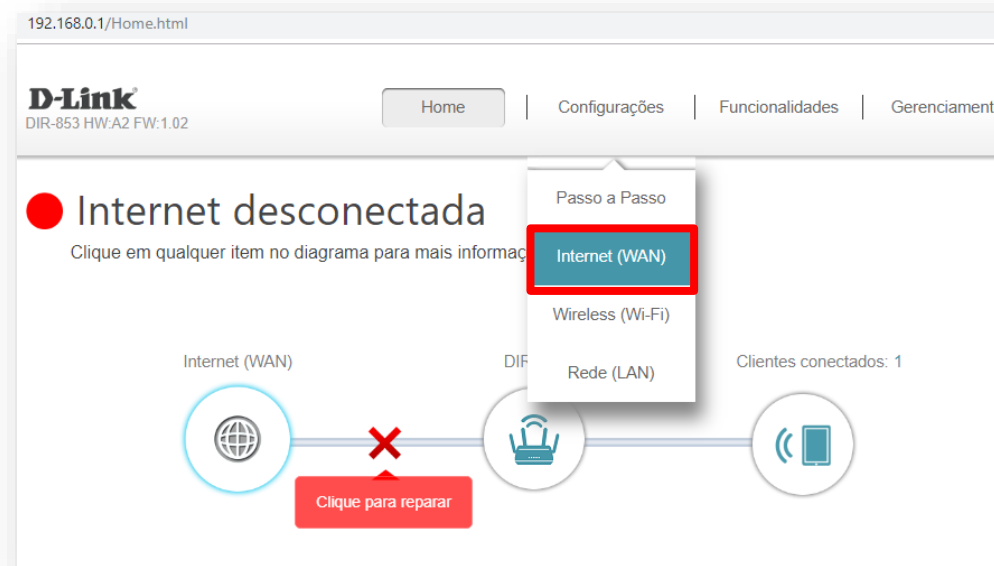 192.168.0.1/Home.html
D-Link
DIR-853 HW:A2 FW:1.02
Home
Configurações
Funcionalidades
Gerenciament
Passo a Passo
Internet (WAN)
Wireless (Wi-Fi)
Rede (LAN)
Internet desconectada
Clique em qualquer item no diagrama para mais informaç
Internet (WAN)
DIR
Clientes conectados: 1
Clique para reparar